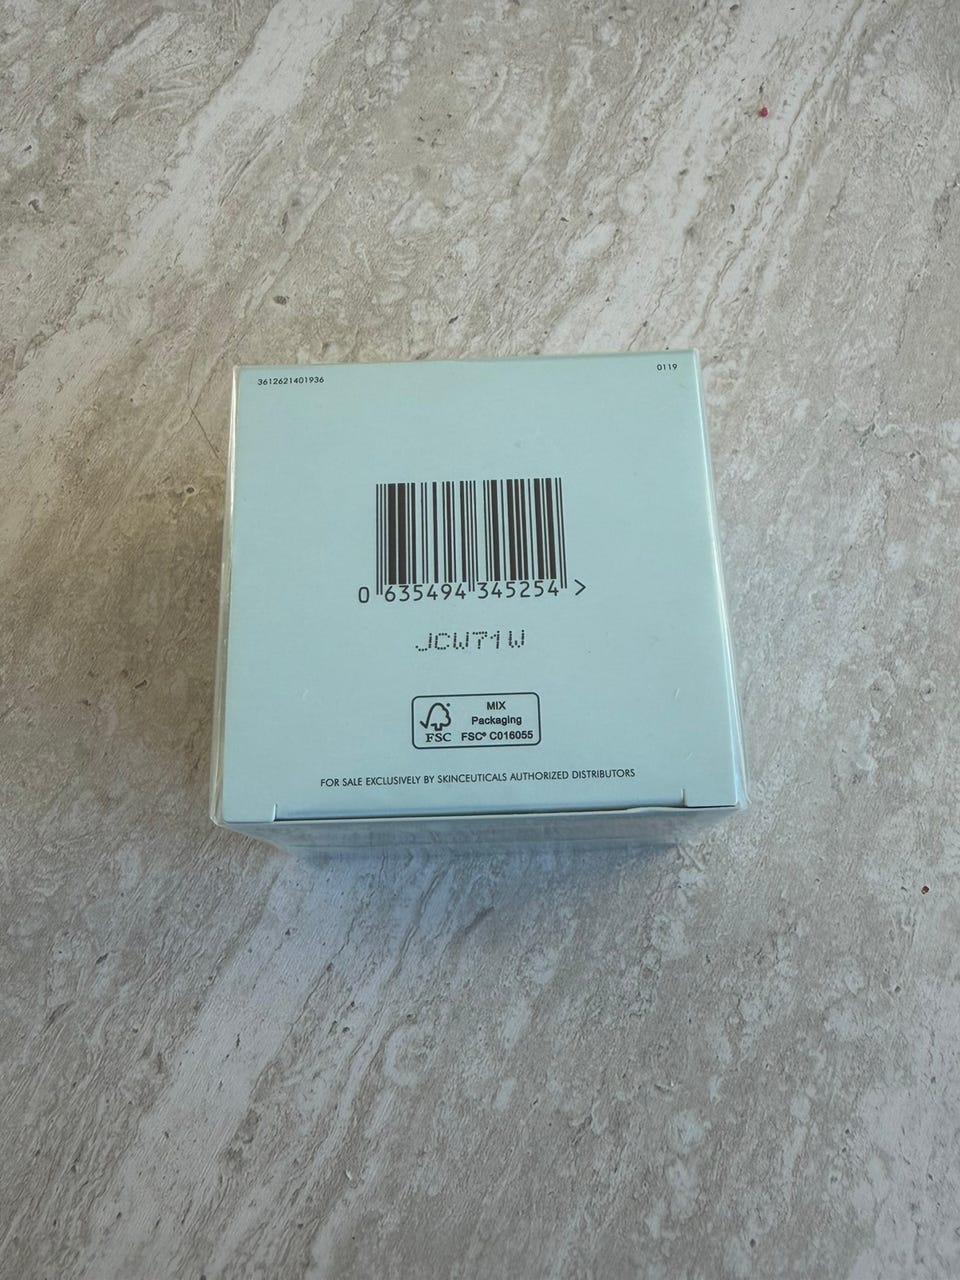 3612621401936 0119
0 635494 345254 >
JCW71W
MIX
Packaging
FSC FSC® C016055
FOR SALE EXCLUSIVELY BY SKINCEUTICALS AUTHORIZED DISTRIBUTORS